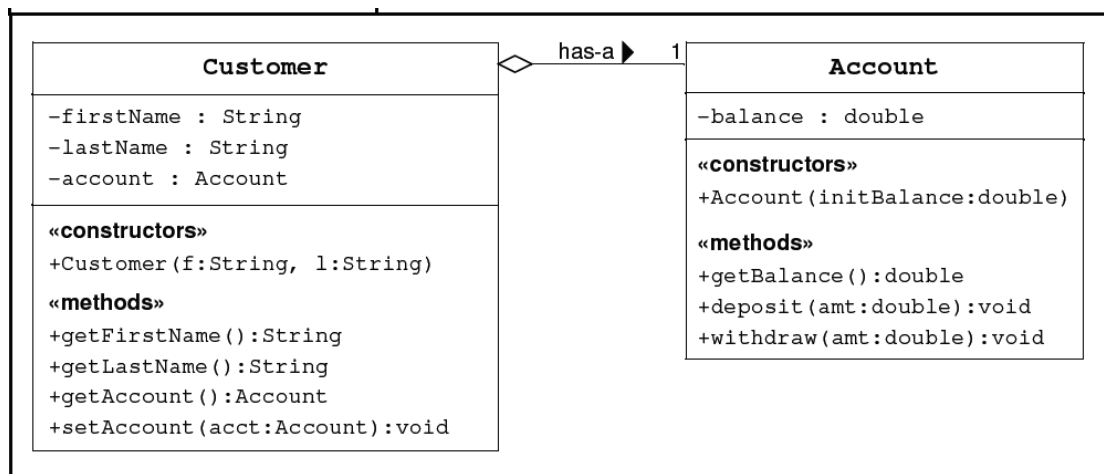 Customer
-firstName : String
-lastName : String
-account : Account
«constructors»
+Customer(f:String, l:String)
«methods»
+getFirstName():String
+getLastName():String
+getAccount():Account
+setAccount(acct:Account):void
has-a 1
Account
-balance : double
«constructors»
+Account(initBalance:double)
«methods»
+getBalance():double
+deposit(amt:double):void
+withdraw(amt:double):void